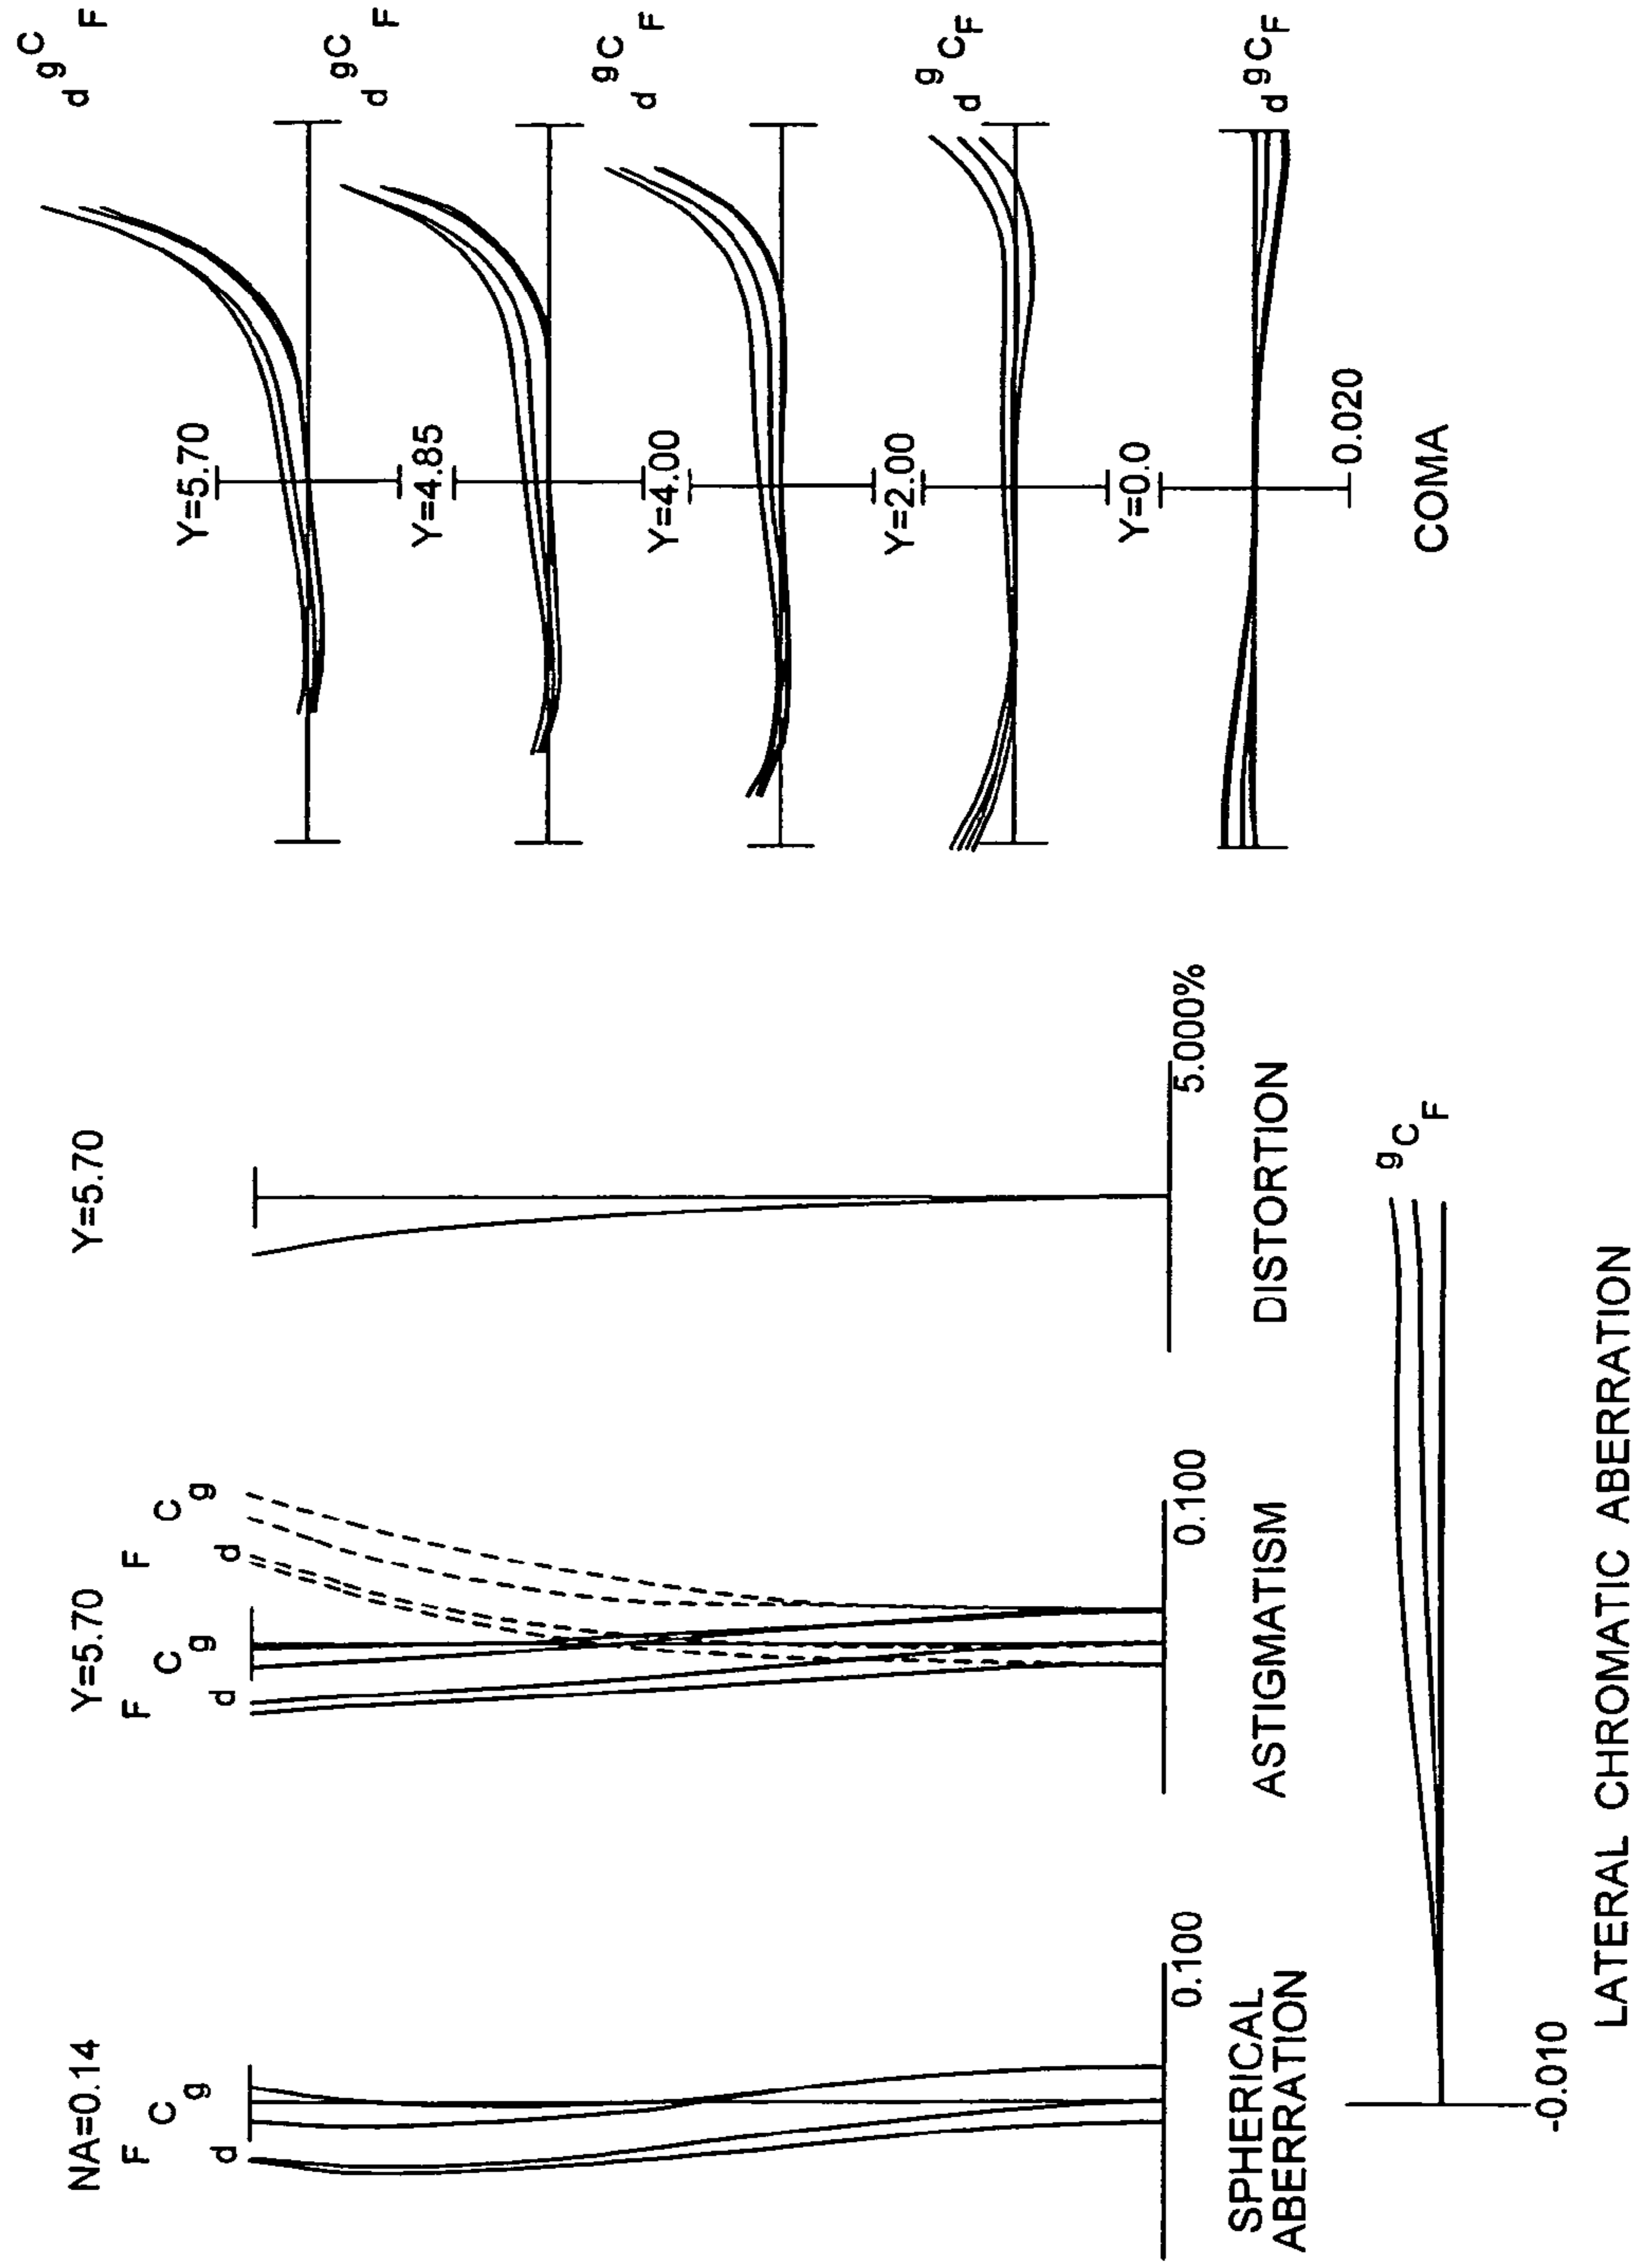 NA=0.14
F
C
d
g
0.100
SPHERICAL
ABERRATION
Y=5.70
F
C
d
g
F
C
d
g
0.100
ASTIGMATISM
Y=5.70
5.000%
DISTORTION
Y=5.70
d
g
C
F
Y=4.85
d
g
C
F
Y=4.00
d
g
C
F
Y=2.00
d
g
C
F
Y=0.0
d
g
C
F
0.020
COMA
g
C
F
-0.010
LATERAL CHROMATIC ABERRATION